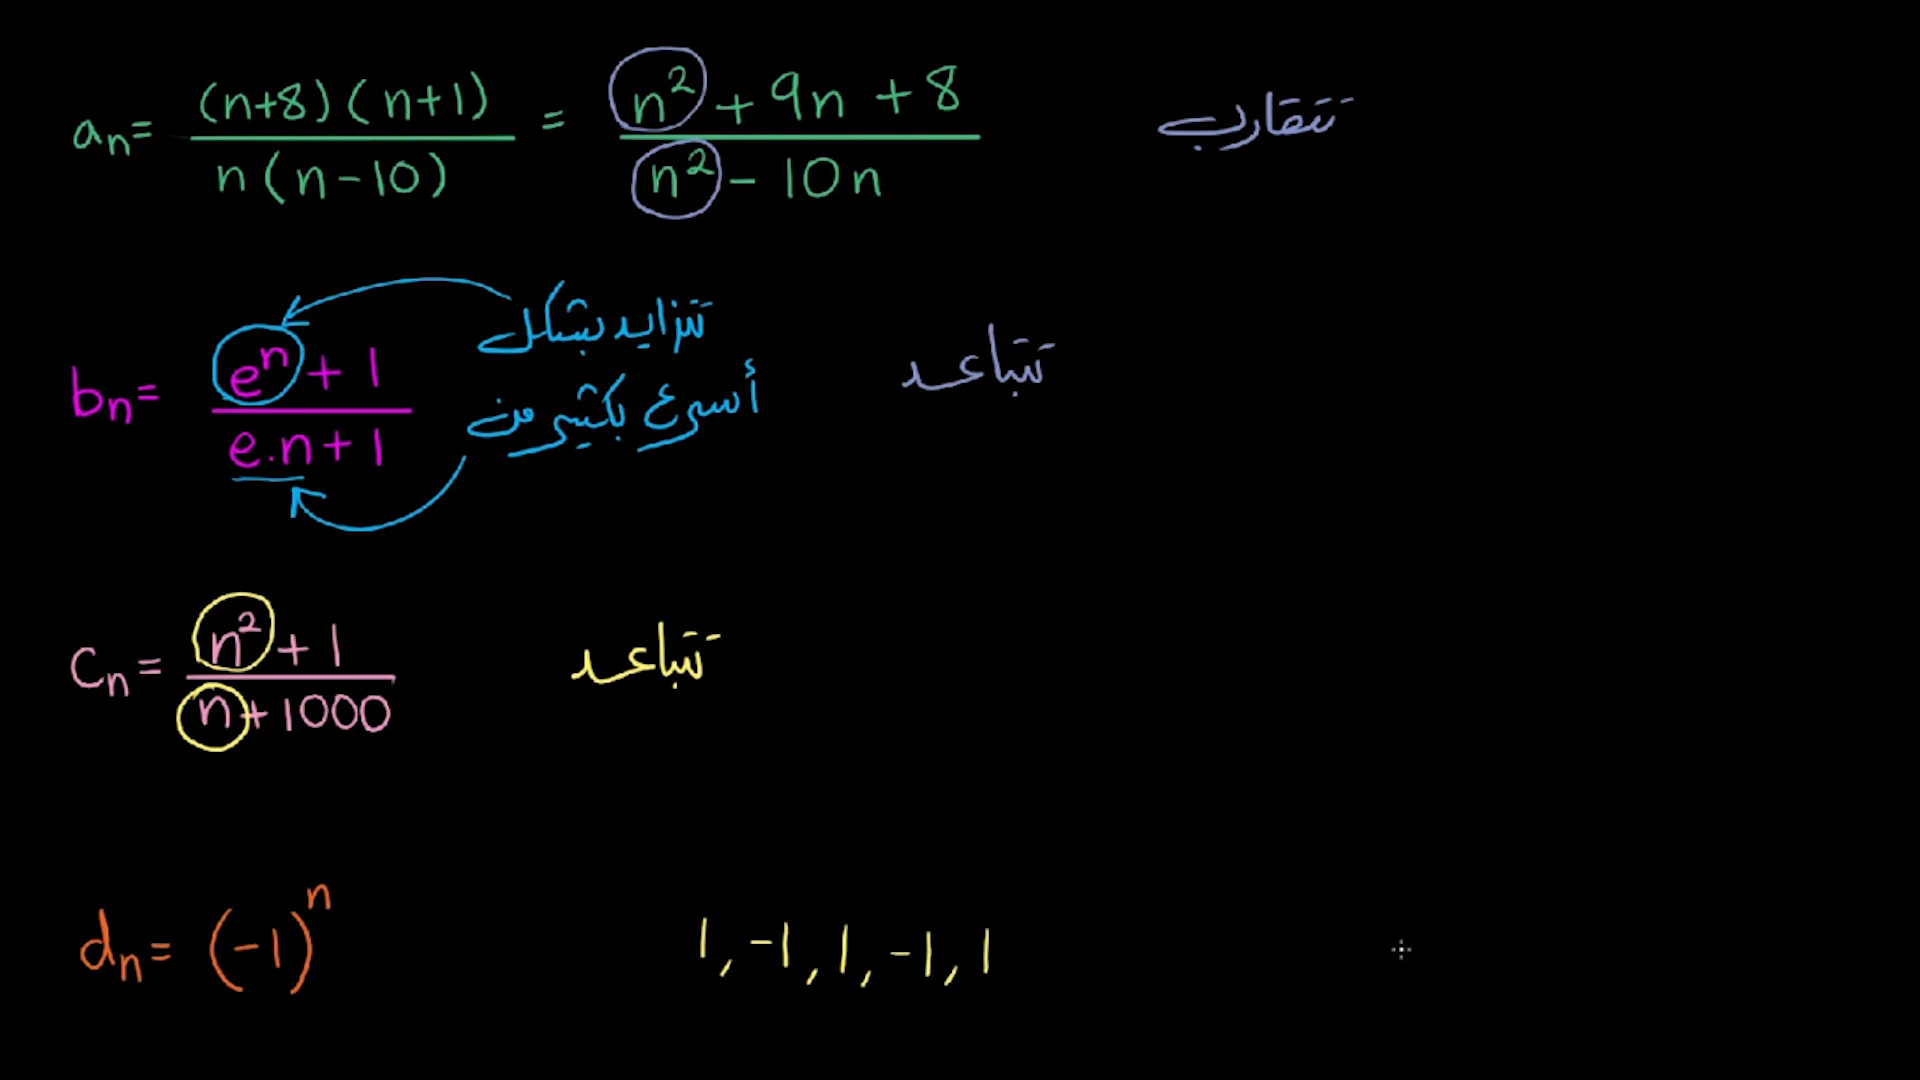 aₙ = (n+8)(n+1) / n(n-10) = n² + 9n + 8 / n² - 10n تتقارب
bₙ = eⁿ + 1 / e.n + 1 تتباعد
تتزايد بشكل
أسرع بكثير من
cₙ = n² + 1 / n + 1000 تتباعد
dₙ = (-1)ⁿ 1, -1, 1, -1, 1